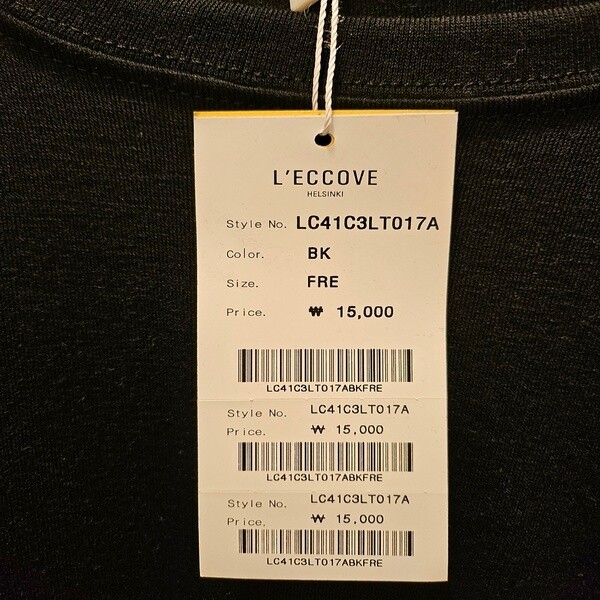 L'ECCOVE
HELSINKI
Style No. LC41C3LT017A
Color. BK
Size. FRE
Price. ₩ 15,000
LC41C3LT017ABKFRE
Style No. LC41C3LT017A
Price. ₩ 15,000
LC41C3LT017ABKFRE
Style No. LC41C3LT017A
Price. ₩ 15,000
LC41C3LT017ABKFRE